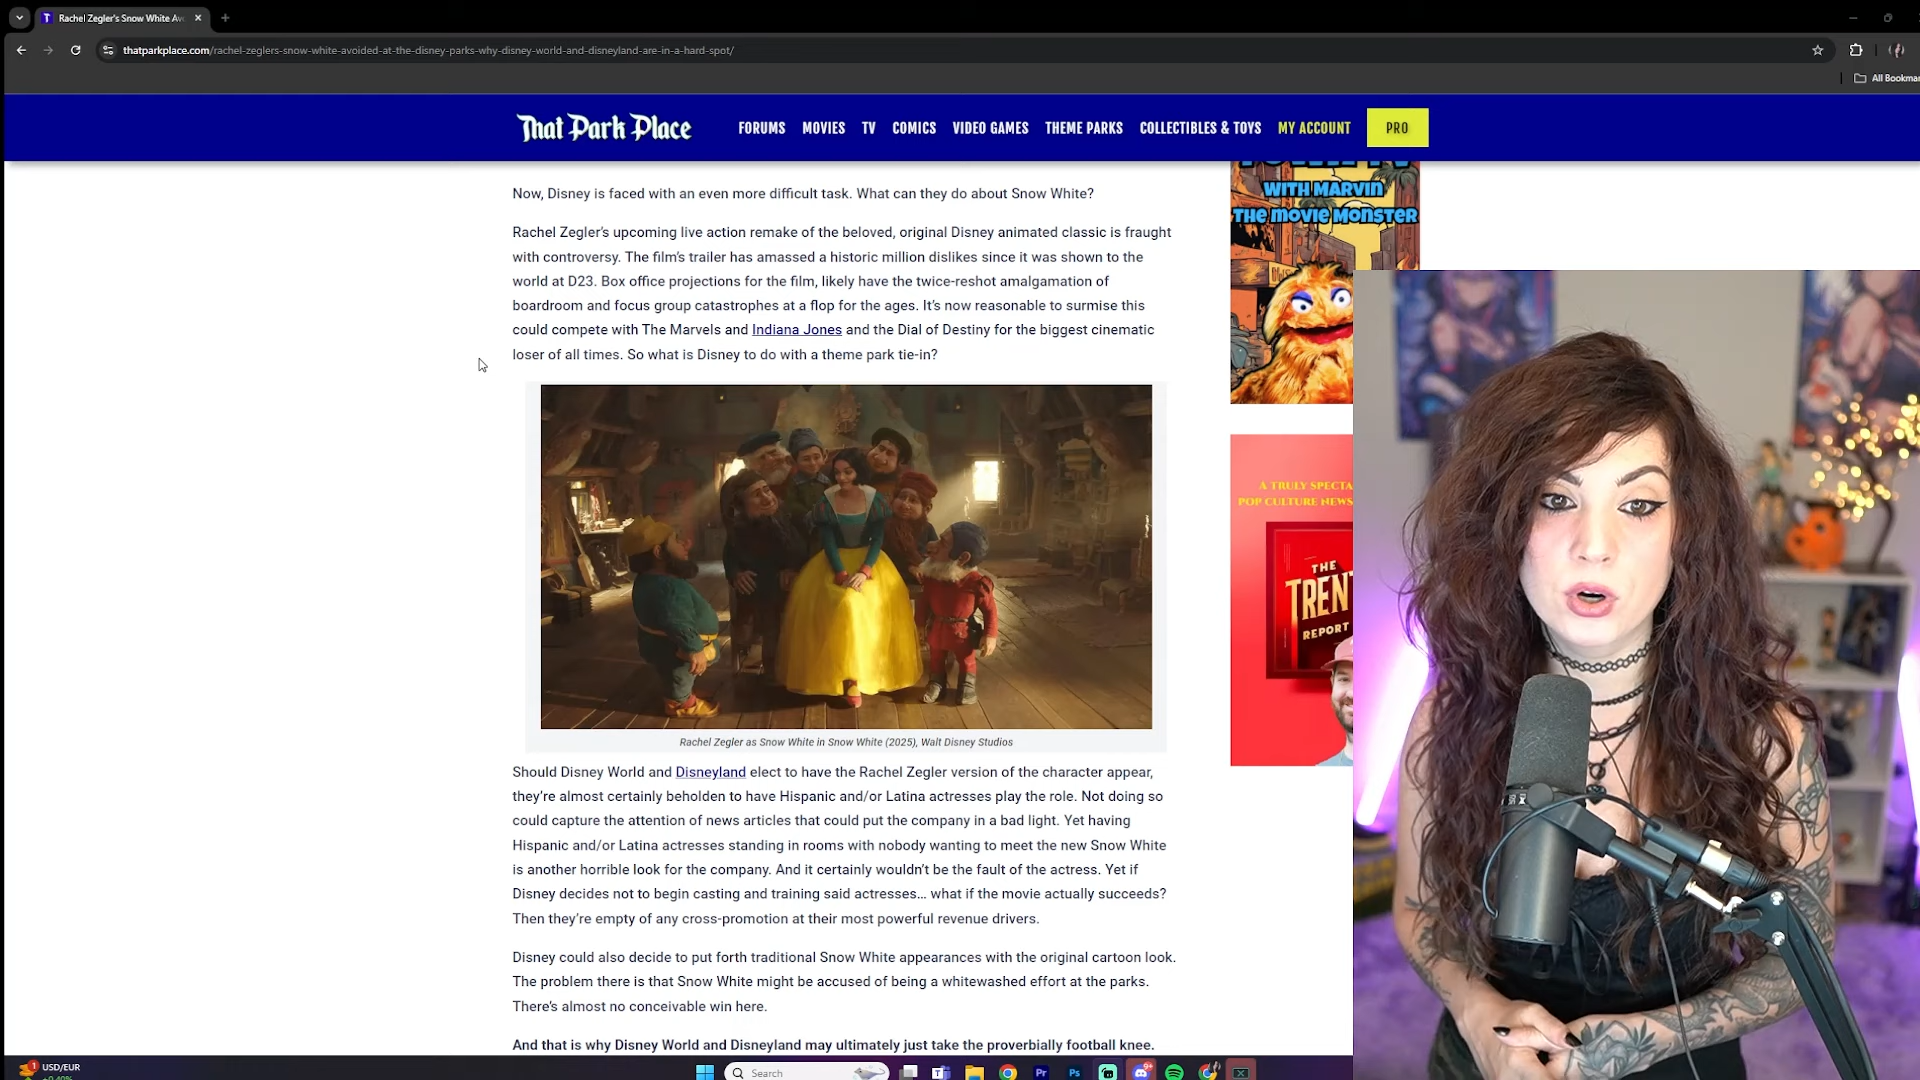 Rachel Zegler's Snow White Av
thatparkplace.com/rachel-zeglers-snow-white-avoided-at-the-disney-parks-why-disney-world-and-disneyland-are-in-a-hard-spot/
All Bookmar
That Park Place
FORUMS MOVIES TV COMICS VIDEO GAMES THEME PARKS COLLECTIBLES & TOYS MY ACCOUNT PRO
Now, Disney is faced with an even more difficult task. What can they do about Snow White?
Rachel Zegler's upcoming live action remake of the beloved, original Disney animated classic is fraught
with controversy. The film's trailer has amassed a historic million dislikes since it was shown to the
world at D23. Box office projections for the film, likely have the twice-reshot amalgamation of
boardroom and focus group catastrophes at a flop for the ages. It's now reasonable to surmise this
could compete with The Marvels and Indiana Jones and the Dial of Destiny for the biggest cinematic
loser of all times. So what is Disney to do with a theme park tie-in?
Rachel Zegler as Snow White in Snow White (2025), Walt Disney Studios
Should Disney World and Disneyland elect to have the Rachel Zegler version of the character appear,
they're almost certainly beholden to have Hispanic and/or Latina actresses play the role. Not doing so
could capture the attention of news articles that could put the company in a bad light. Yet having
Hispanic and/or Latina actresses standing in rooms with nobody wanting to meet the new Snow White
is another horrible look for the company. And it certainly wouldn't be the fault of the actress. Yet if
Disney decides not to begin casting and training said actresses... what if the movie actually succeeds?
Then they're empty of any cross-promotion at their most powerful revenue drivers.
Disney could also decide to put forth traditional Snow White appearances with the original cartoon look.
The problem there is that Snow White might be accused of being a whitewashed effort at the parks.
There's almost no conceivable win here.
And that is why Disney World and Disneyland may ultimately just take the proverbially football knee.
WITH MARVIN
THE MOVIE MONSTER
A TRULY SPECTA
POP CULTURE NEWS
THE
TRENT
REPORT
1
USD/EUR
+0.40%
Search